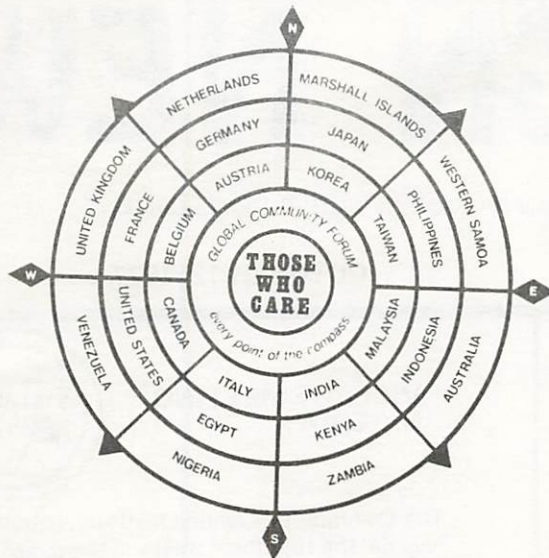 N
NETHERLANDS
MARSHALL ISLANDS
GERMANY
JAPAN
UNITED KINGDOM
AUSTRIA
KOREA
WESTERN SAMOA
FRANCE
PHILIPPINES
BELGIUM
TAIWAN
GLOBAL COMMUNITY FORUM
THOSE
WHO
CARE
every point of the compass
W
E
VENEZUELA
UNITED STATES
CANADA
MALAYSIA
INDONESIA
AUSTRALIA
ITALY
INDIA
EGYPT
KENYA
NIGERIA
ZAMBIA
S